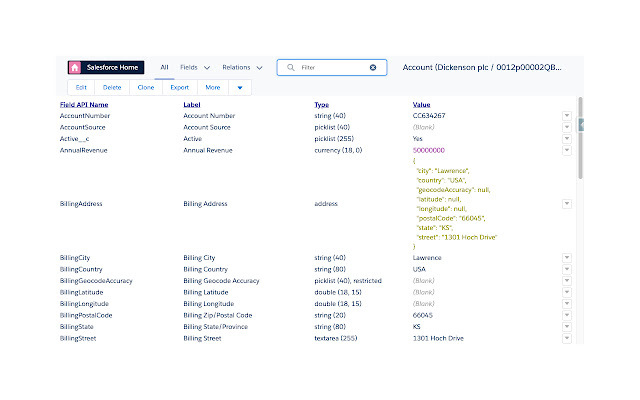 Salesforce Home All Fields Relations Filter Account (Dickenson plc / 0012p00002QB...
Edit Delete Clone Export More
Field API Name Label Type Value
AccountNumber Account Number string (40) CC634267
AccountSource Account Source picklist (40) (Blank)
Active__c Active picklist (255) Yes
AnnualRevenue Annual Revenue currency (18, 0) 50000000
{
"city": "Lawrence",
"country": "USA",
"geocodeAccuracy": null,
"latitude": null,
BillingAddress Billing Address address "longitude": null,
"postalCode": "66045",
"state": "KS",
"street": "1301 Hoch Drive"
}
BillingCity Billing City string (40) Lawrence
BillingCountry Billing Country string (80) USA
BillingGeocodeAccuracy Billing Geocode Accuracy picklist (40), restricted (Blank)
BillingLatitude Billing Latitude double (18, 15) (Blank)
BillingLongitude Billing Longitude double (18, 15) (Blank)
BillingPostalCode Billing Zip/Postal Code string (20) 66045
BillingState Billing State/Province string (80) KS
BillingStreet Billing Street textarea (255) 1301 Hoch Drive